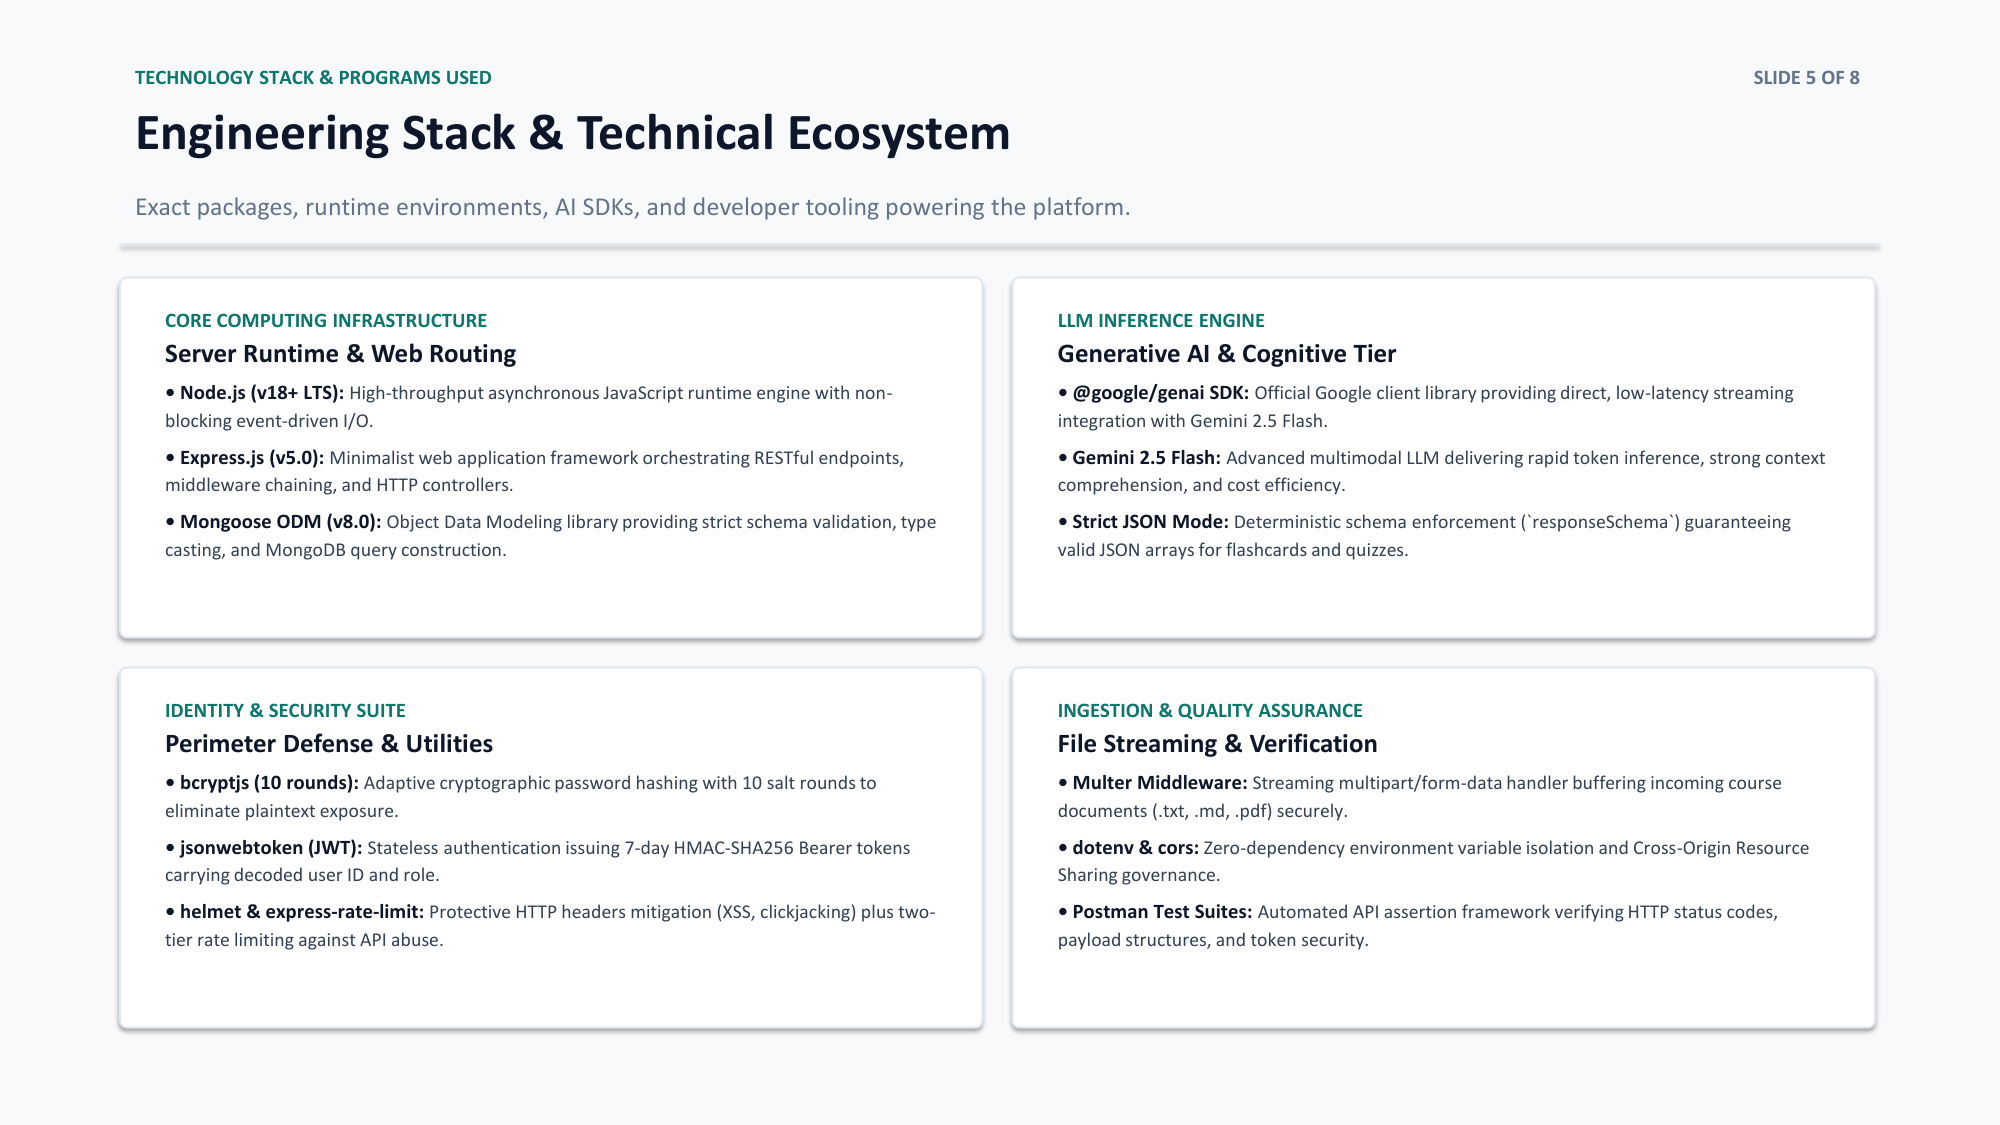 TECHNOLOGY STACK & PROGRAMS USED
SLIDE 5 OF 8
Engineering Stack & Technical Ecosystem
Exact packages, runtime environments, AI SDKs, and developer tooling powering the platform.
CORE COMPUTING INFRASTRUCTURE
Server Runtime & Web Routing
• Node.js (v18+ LTS): High-throughput asynchronous JavaScript runtime engine with non-
blocking event-driven I/O.
• Express.js (v5.0): Minimalist web application framework orchestrating RESTful endpoints,
middleware chaining, and HTTP controllers.
• Mongoose ODM (v8.0): Object Data Modeling library providing strict schema validation, type
casting, and MongoDB query construction.
LLM INFERENCE ENGINE
Generative AI & Cognitive Tier
• @google/genai SDK: Official Google client library providing direct, low-latency streaming
integration with Gemini 2.5 Flash.
• Gemini 2.5 Flash: Advanced multimodal LLM delivering rapid token inference, strong context
comprehension, and cost efficiency.
• Strict JSON Mode: Deterministic schema enforcement (`responseSchema`) guaranteeing
valid JSON arrays for flashcards and quizzes.
IDENTITY & SECURITY SUITE
Perimeter Defense & Utilities
• bcryptjs (10 rounds): Adaptive cryptographic password hashing with 10 salt rounds to
eliminate plaintext exposure.
• jsonwebtoken (JWT): Stateless authentication issuing 7-day HMAC-SHA256 Bearer tokens
carrying decoded user ID and role.
• helmet & express-rate-limit: Protective HTTP headers mitigation (XSS, clickjacking) plus two-
tier rate limiting against API abuse.
INGESTION & QUALITY ASSURANCE
File Streaming & Verification
• Multer Middleware: Streaming multipart/form-data handler buffering incoming course
documents (.txt, .md, .pdf) securely.
• dotenv & cors: Zero-dependency environment variable isolation and Cross-Origin Resource
Sharing governance.
• Postman Test Suites: Automated API assertion framework verifying HTTP status codes,
payload structures, and token security.